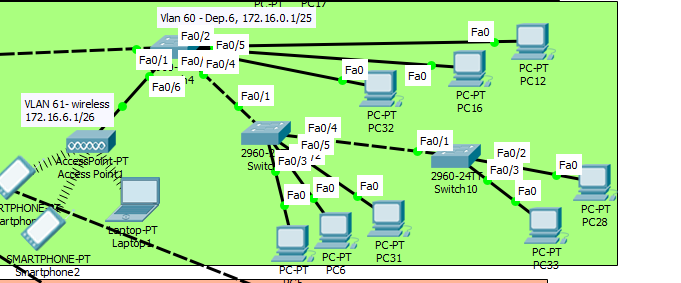 PC17
Vlan 60 - Dep.6, 172.16.0.1/25
Fa0/2
Fa0/5
Fa0
Fa0/1
Fa0/4
Fa0/6
Fa0
Fa0
PC-PT
PC12
PC-PT
PC16
PC-PT
PC32
VLAN 61- wireless
172.16.6.1/26
Fa0/1
Fa0/4
Fa0/5
Fa0/3
Fa0/1
Fa0/2
Fa0/3
Fa0
AccessPoint-PT
Access Point1
2960-24TT
Switch10
Fa0
Fa0
Fa0
Fa0
PC-PT
PC28
Laptop-PT
Laptop1
PC-PT
PC31
PC-PT
PC33
SMARTPHONE-PT
Smartphone2
PC-PT
PC6
PC-PT